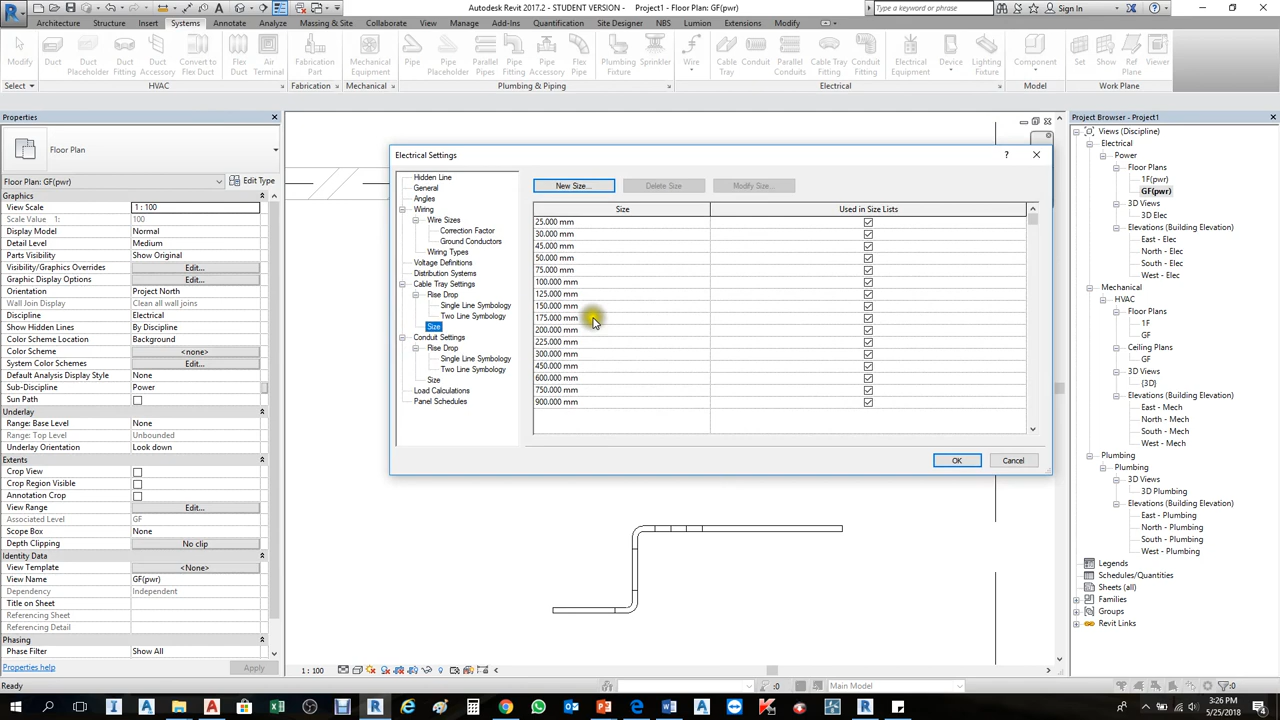 Autodesk Revit 2017.2 - STUDENT VERSION - Project1 - Floor Plan: GF(pwr)
Type a keyword or phrase
Sign In
Architecture Structure Insert Systems Annotate Analyze Massing & Site Collaborate View Manage Add-Ins Quantification Site Designer NBS Lumion Extensions Modify
Modify
Duct
Duct Placeholder
Duct Fitting
Duct Accessory
Convert to Flex Duct
Flex Duct
Air Terminal
Fabrication Part
Mechanical Equipment
Pipe
Pipe Placeholder
Parallel Pipes
Pipe Fitting
Pipe Accessory
Flex Pipe
Plumbing Fixture
Sprinkler
Wire
Cable Tray
Conduit
Parallel Conduits
Cable Tray Fitting
Conduit Fitting
Electrical Equipment
Device
Lighting Fixture
Component
Set
Show
Ref Plane
Viewer
Select HVAC Fabrication Mechanical Plumbing & Piping Electrical Model Work Plane
Properties
Floor Plan
Floor Plan: GF(pwr) Edit Type
Graphics
View Scale 1 : 100
Scale Value 1: 100
Display Model Normal
Detail Level Medium
Parts Visibility Show Original
Visibility/Graphics Overrides Edit...
Graphic Display Options Edit...
Orientation Project North
Wall Join Display Clean all wall joins
Discipline Electrical
Show Hidden Lines By Discipline
Color Scheme Location Background
Color Scheme <none>
System Color Schemes Edit...
Default Analysis Display Style None
Sub-Discipline Power
Sun Path
Underlay
Range: Base Level None
Range: Top Level Unbounded
Underlay Orientation Look down
Extents
Crop View
Crop Region Visible
Annotation Crop
View Range Edit...
Associated Level GF
Scope Box None
Depth Clipping No clip
Identity Data
View Template <None>
View Name GF(pwr)
Dependency Independent
Title on Sheet
Referencing Sheet
Referencing Detail
Phasing
Phase Filter Show All
Properties help Apply
Electrical Settings
Hidden Line
General
Angles
Wiring
Wire Sizes
Correction Factor
Ground Conductors
Wiring Types
Voltage Definitions
Distribution Systems
Cable Tray Settings
Rise Drop
Single Line Symbology
Two Line Symbology
Size
Conduit Settings
Rise Drop
Single Line Symbology
Two Line Symbology
Size
Load Calculations
Panel Schedules
New Size... Delete Size Modify Size...
Size Used in Size Lists
25.000 mm
30.000 mm
45.000 mm
50.000 mm
75.000 mm
100.000 mm
125.000 mm
150.000 mm
175.000 mm
200.000 mm
225.000 mm
300.000 mm
450.000 mm
600.000 mm
750.000 mm
900.000 mm
OK Cancel
Project Browser - Project1
Views (Discipline)
Electrical
Power
Floor Plans
1F(pwr)
GF(pwr)
3D Views
3D Elec
Elevations (Building Elevation)
East - Elec
North - Elec
South - Elec
West - Elec
Mechanical
HVAC
Floor Plans
1F
GF
Ceiling Plans
GF
3D Views
{3D}
Elevations (Building Elevation)
East - Mech
North - Mech
South - Mech
West - Mech
Plumbing
Plumbing
3D Views
3D Plumbing
Elevations (Building Elevation)
East - Plumbing
North - Plumbing
South - Plumbing
West - Plumbing
Legends
Schedules/Quantities
Sheets (all)
Families
Groups
Revit Links
1 : 100
Ready
:0 Main Model :0
3:26 PM
5/25/2018